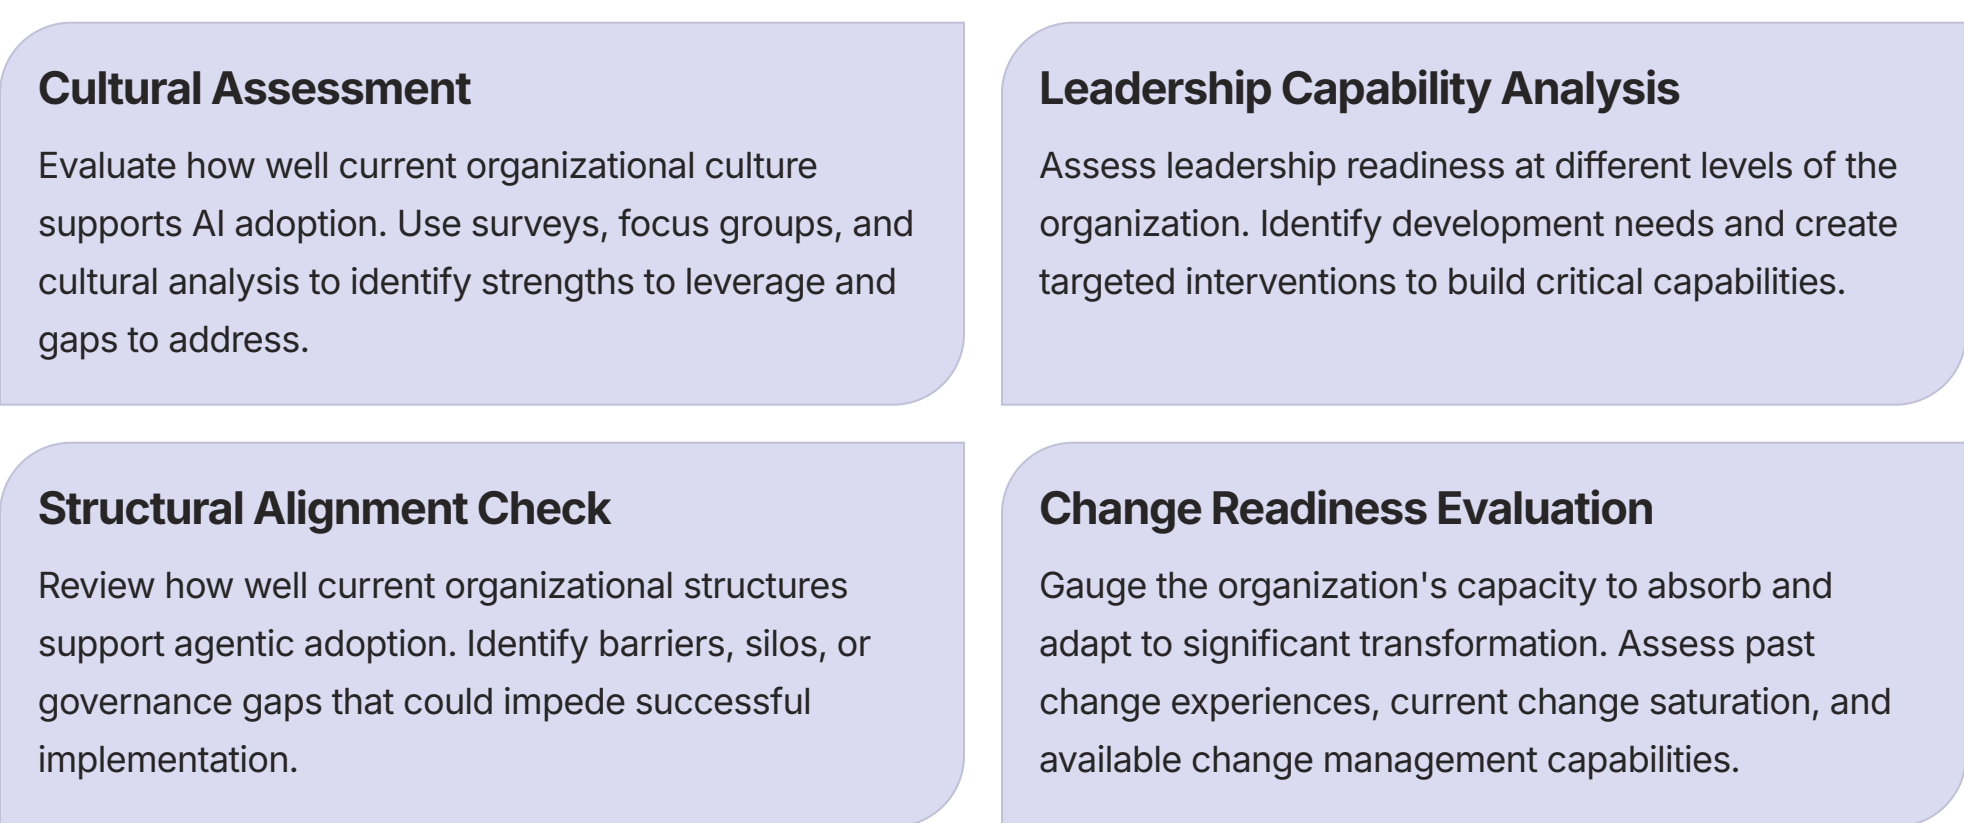 Cultural Assessment
Evaluate how well current organizational culture
supports AI adoption. Use surveys, focus groups, and
cultural analysis to identify strengths to leverage and
gaps to address.
Leadership Capability Analysis
Assess leadership readiness at different levels of the
organization. Identify development needs and create
targeted interventions to build critical capabilities.
Structural Alignment Check
Review how well current organizational structures
support agentic adoption. Identify barriers, silos, or
governance gaps that could impede successful
implementation.
Change Readiness Evaluation
Gauge the organization's capacity to absorb and
adapt to significant transformation. Assess past
change experiences, current change saturation, and
available change management capabilities.